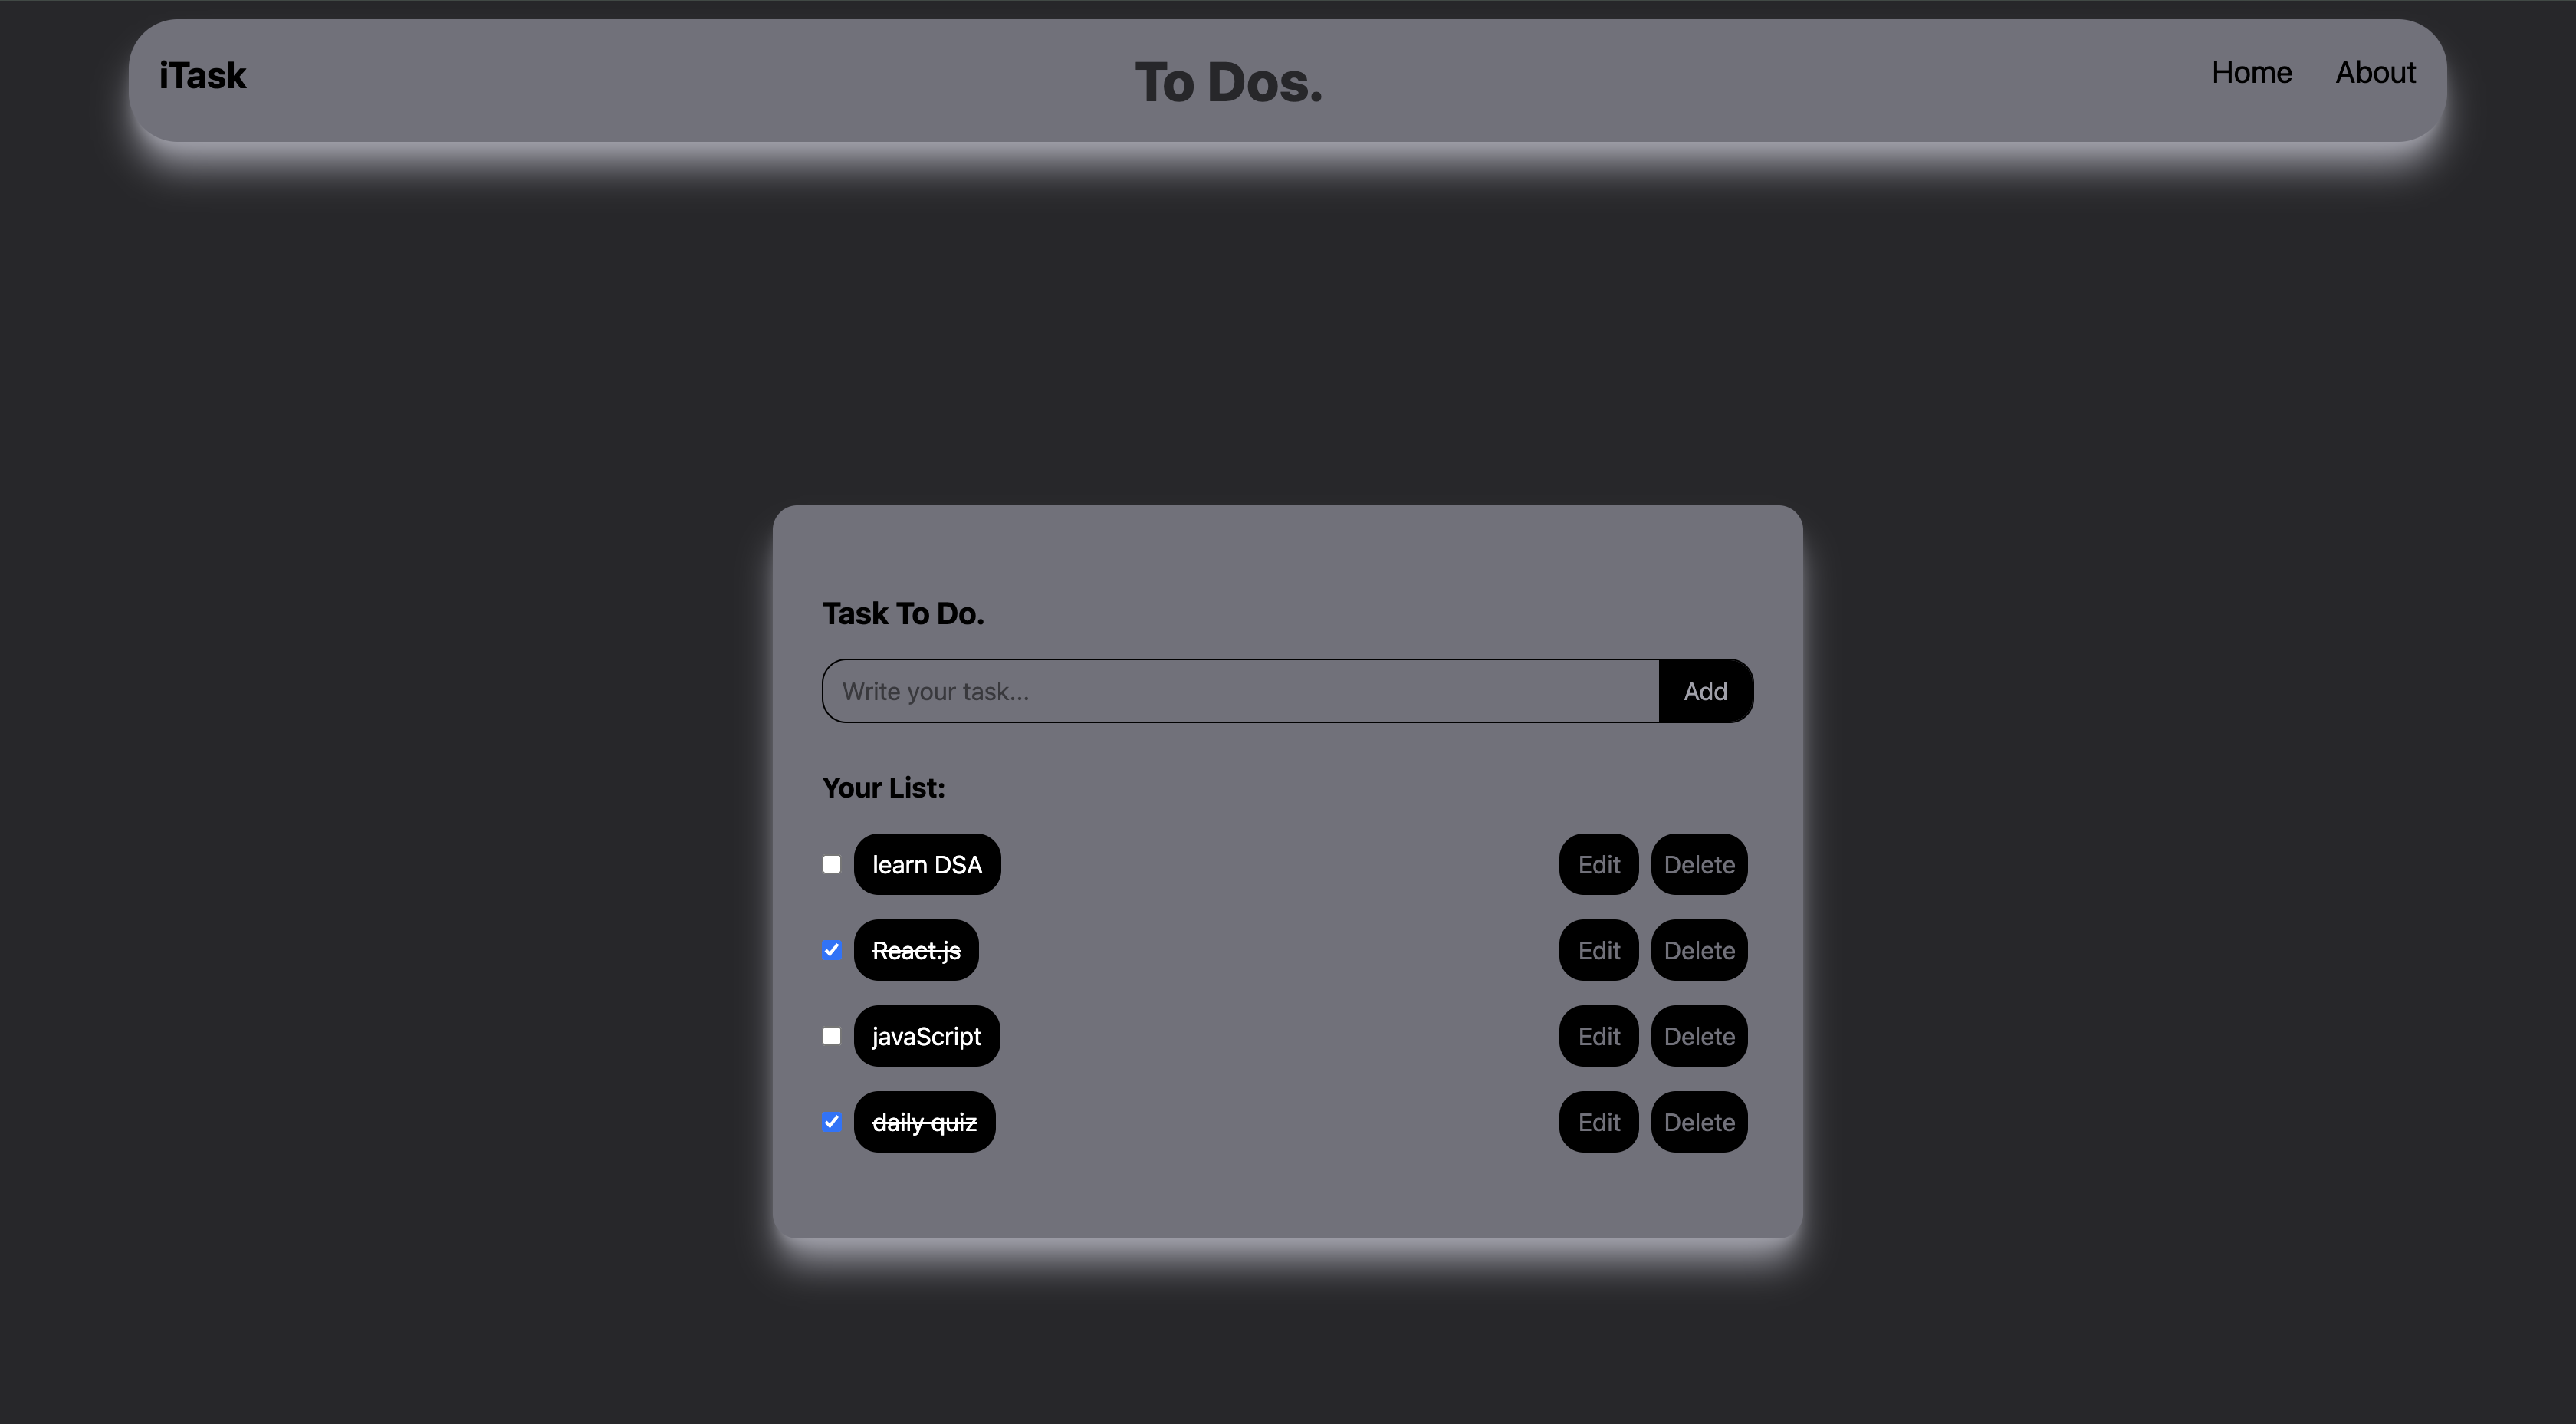 iTask
To Dos.
Home
About
Task To Do.
Write your task...
Add
Your List:
learn DSA
Edit
Delete
React.js
Edit
Delete
javaScript
Edit
Delete
daily quiz
Edit
Delete